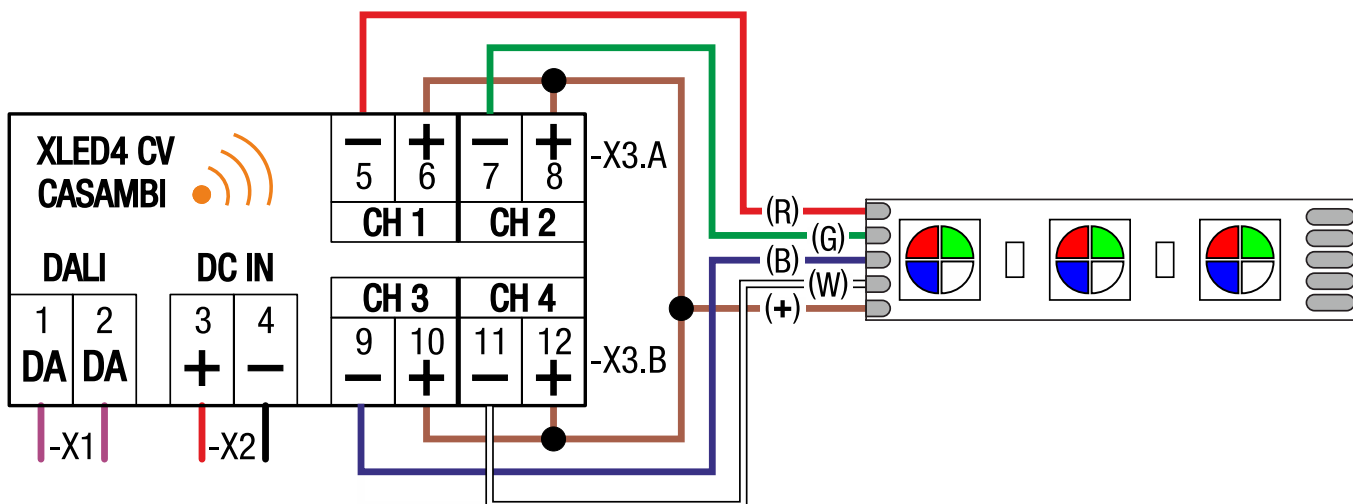 XLED4 CV
CASAMBI
− + − +
5 6 7 8
-X3.A
CH 1 CH 2
DALI DC IN
CH 3 CH 4
1 2 3 4
DA DA + −
9 10 11 12
− + − +
-X3.B
-X1 -X2
(R)
(G)
(B)
(W)
(+)